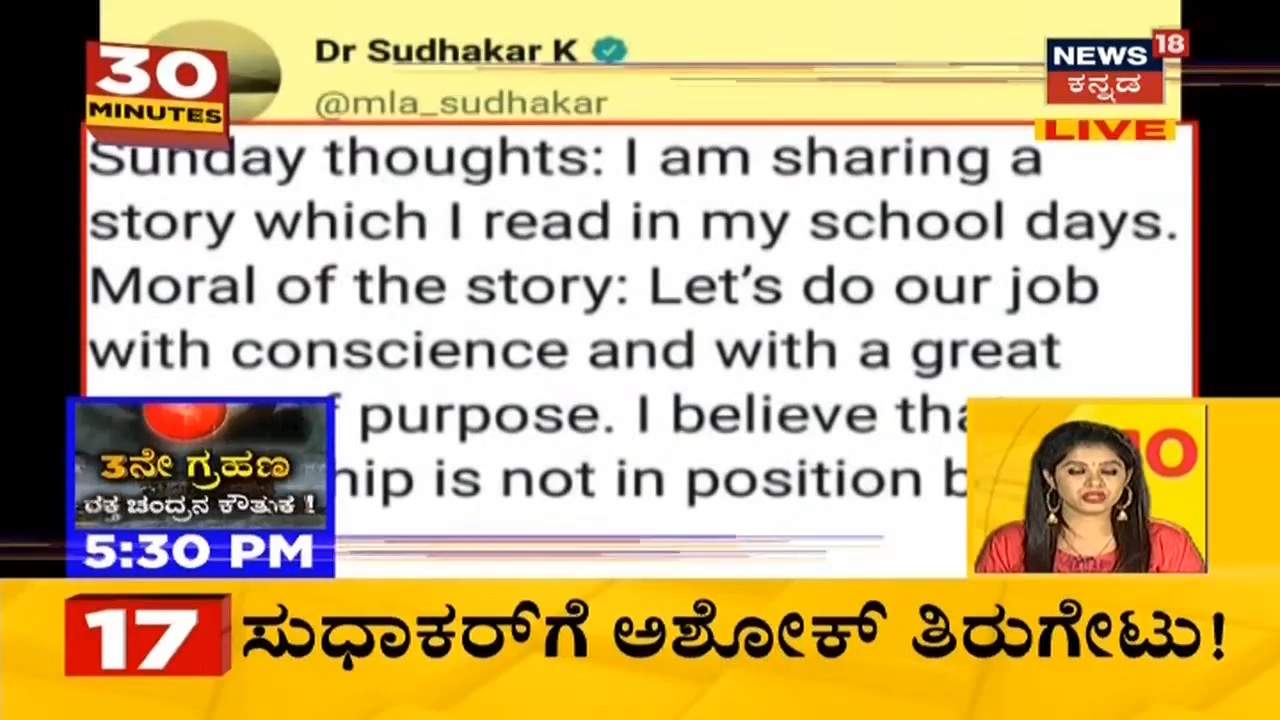 30
MINUTES
Dr Sudhakar K
@mla_sudhakar
NEWS 18
ಕನ್ನಡ
LIVE
Sunday thoughts: I am sharing a
story which I read in my school days.
Moral of the story: Let's do our job
with conscience and with a great
purpose. I believe
is not in position
3ನೇ ಗ್ರಹಣ
ರಕ್ತ ಚಂದ್ರನ ಕೌತುಕ !
5:30 PM
17 ಸುಧಾಕರ್‌ಗೆ ಅಶೋಕ್ ತಿರುಗೇಟು!